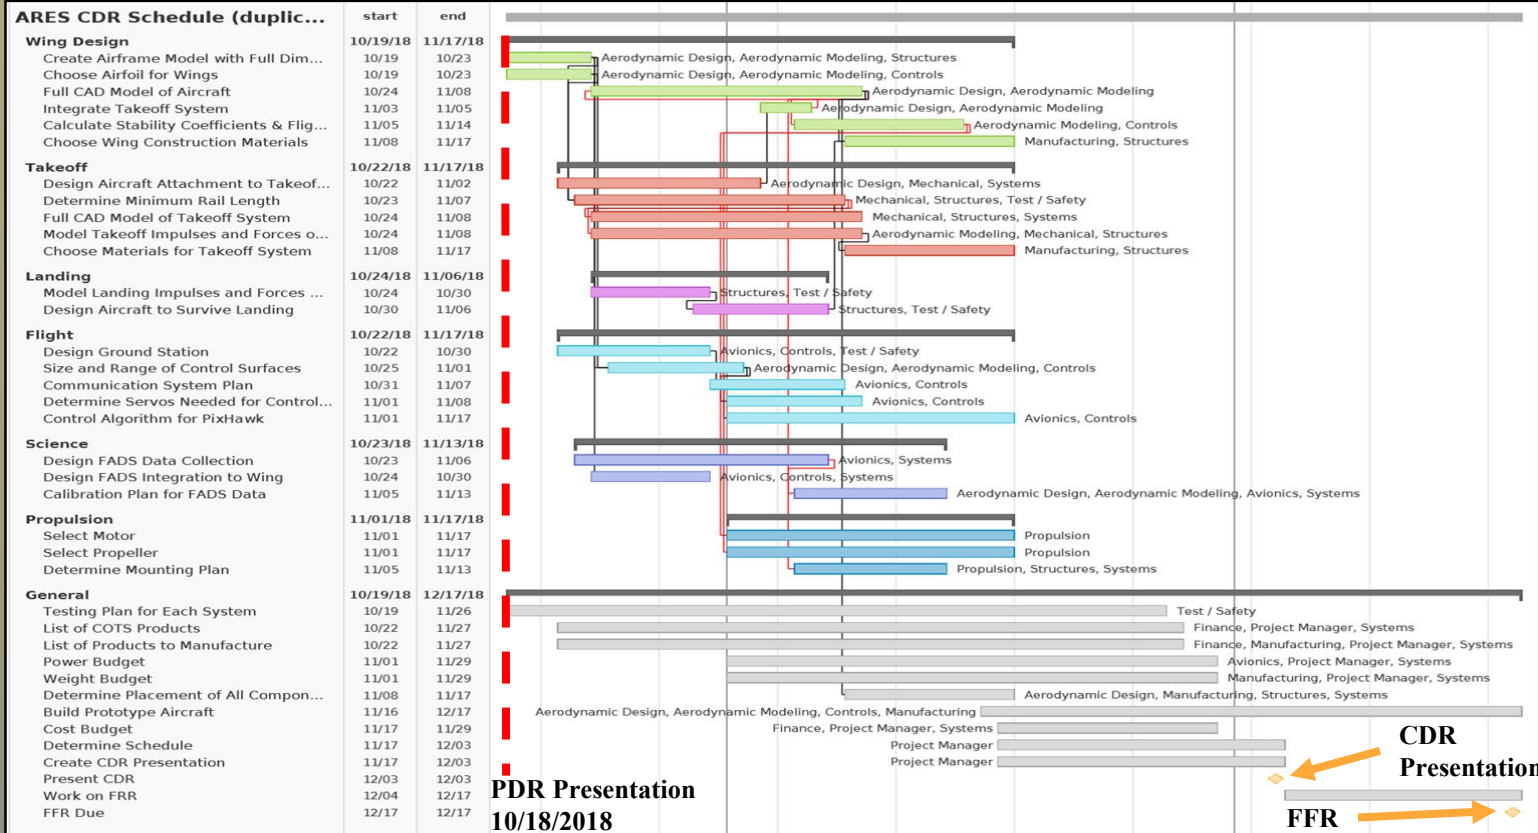 ARES CDR Schedule (duplic... start end
Wing Design 10/19/18 11/17/18
Create Airframe Model with Full Dim... 10/19 10/23 Aerodynamic Design, Aerodynamic Modeling, Structures
Choose Airfoil for Wings 10/19 10/23 Aerodynamic Design, Aerodynamic Modeling, Controls
Full CAD Model of Aircraft 10/24 11/08 Aerodynamic Design, Aerodynamic Modeling
Integrate Takeoff System 11/03 11/05 Aerodynamic Design, Aerodynamic Modeling
Calculate Stability Coefficients & Flig... 11/05 11/14 Aerodynamic Modeling, Controls
Choose Wing Construction Materials 11/08 11/17 Manufacturing, Structures
Takeoff 10/22/18 11/17/18
Design Aircraft Attachment to Takeof... 10/22 11/02 Aerodynamic Design, Mechanical, Systems
Determine Minimum Rail Length 10/23 11/07 Mechanical, Structures, Test / Safety
Full CAD Model of Takeoff System 10/24 11/08 Mechanical, Structures, Systems
Model Takeoff Impulses and Forces o... 10/24 11/08 Aerodynamic Modeling, Mechanical, Structures
Choose Materials for Takeoff System 11/08 11/17 Manufacturing, Structures
Landing 10/24/18 11/06/18
Model Landing Impulses and Forces ... 10/24 10/30 Structures, Test / Safety
Design Aircraft to Survive Landing 10/30 11/06 Structures, Test / Safety
Flight 10/22/18 11/17/18
Design Ground Station 10/22 10/30 Avionics, Controls, Test / Safety
Size and Range of Control Surfaces 10/25 11/01 Aerodynamic Design, Aerodynamic Modeling, Controls
Communication System Plan 10/31 11/07 Avionics, Controls
Determine Servos Needed for Control... 11/01 11/08 Avionics, Controls
Control Algorithm for PixHawk 11/01 11/17 Avionics, Controls
Science 10/23/18 11/13/18
Design FADS Data Collection 10/23 11/06 Avionics, Systems
Design FADS Integration to Wing 10/24 10/30 Avionics, Controls, Systems
Calibration Plan for FADS Data 11/05 11/13 Aerodynamic Design, Aerodynamic Modeling, Avionics, Systems
Propulsion 11/01/18 11/17/18
Select Motor 11/01 11/17 Propulsion
Select Propeller 11/01 11/17 Propulsion
Determine Mounting Plan 11/05 11/13 Propulsion, Structures, Systems
General 10/19/18 12/17/18
Testing Plan for Each System 10/19 11/26 Test / Safety
List of COTS Products 10/22 11/27 Finance, Project Manager, Systems
List of Products to Manufacture 10/22 11/27 Finance, Manufacturing, Project Manager, Systems
Power Budget 11/01 11/29 Avionics, Project Manager, Systems
Weight Budget 11/01 11/29 Manufacturing, Project Manager, Systems
Determine Placement of All Compon... 11/08 11/17 Aerodynamic Design, Manufacturing, Structures, Systems
Build Prototype Aircraft 11/16 12/17 Aerodynamic Design, Aerodynamic Modeling, Controls, Manufacturing
Cost Budget 11/17 11/29 Finance, Project Manager, Systems
Determine Schedule 11/17 12/03 Project Manager
Create CDR Presentation 11/17 12/03 Project Manager
Present CDR 12/03 12/03
Work on FRR 12/04 12/17
FFR Due 12/17 12/17
PDR Presentation
10/18/2018
CDR
Presentation
FFR